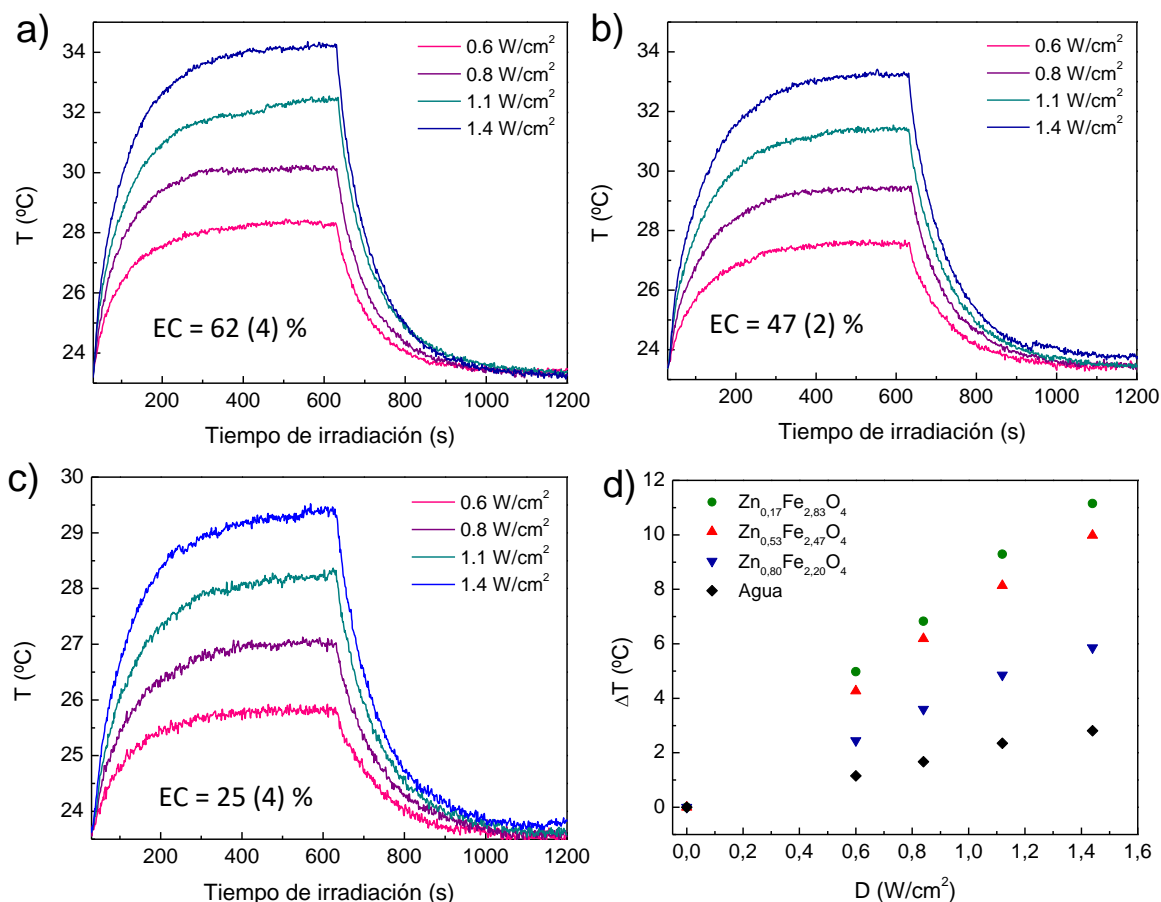 a)
34
32
30
28
26
24
T (ºC)
0.6 W/cm²
0.8 W/cm²
1.1 W/cm²
1.4 W/cm²
EC = 62 (4) %
200 400 600 800 1000 1200
Tiempo de irradiación (s)
b)
35
33
31
29
27
25
T (ºC)
0.6 W/cm²
0.8 W/cm²
1.1 W/cm²
1.4 W/cm²
EC = 47 (2) %
200 400 600 800 1000 1200
Tiempo de irradiación (s)
c)
30
29
28
27
26
25
24
T (ºC)
0.6 W/cm²
0.8 W/cm²
1.1 W/cm²
1.4 W/cm²
EC = 25 (4) %
200 400 600 800 1000 1200
Tiempo de irradiación (s)
d)
12
10
8
6
4
2
0
ΔT (ºC)
Zn₀,₁₇Fe₂,₈₃O₄
Zn₀,₅₃Fe₂,₄₇O₄
Zn₀,₈₀Fe₂,₂₀O₄
Agua
0,0 0,2 0,4 0,6 0,8 1,0 1,2 1,4 1,6
D (W/cm²)